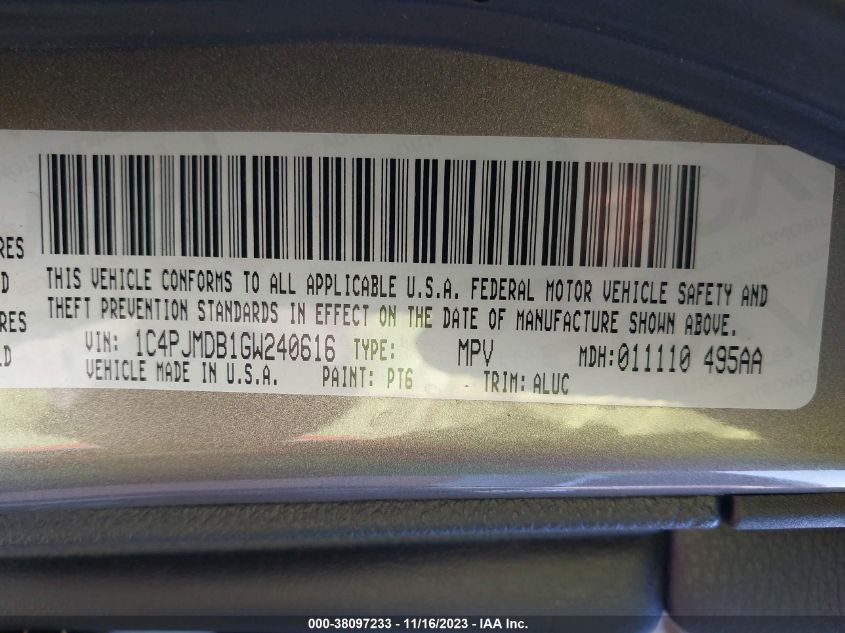 RES
D
RES
LD
THIS VEHICLE CONFORMS TO ALL APPLICABLE U.S.A. FEDERAL MOTOR VEHICLE SAFETY AND
THEFT PREVENTION STANDARDS IN EFFECT ON THE DATE OF MANUFACTURE SHOWN ABOVE.
VIN: 1C4PJMDB1GW240616 TYPE: MPV MDH:011110 495AA
VEHICLE MADE IN U.S.A. PAINT: PT6 TRIM: ALUC
000-38097233 - 11/16/2023 - IAA Inc.